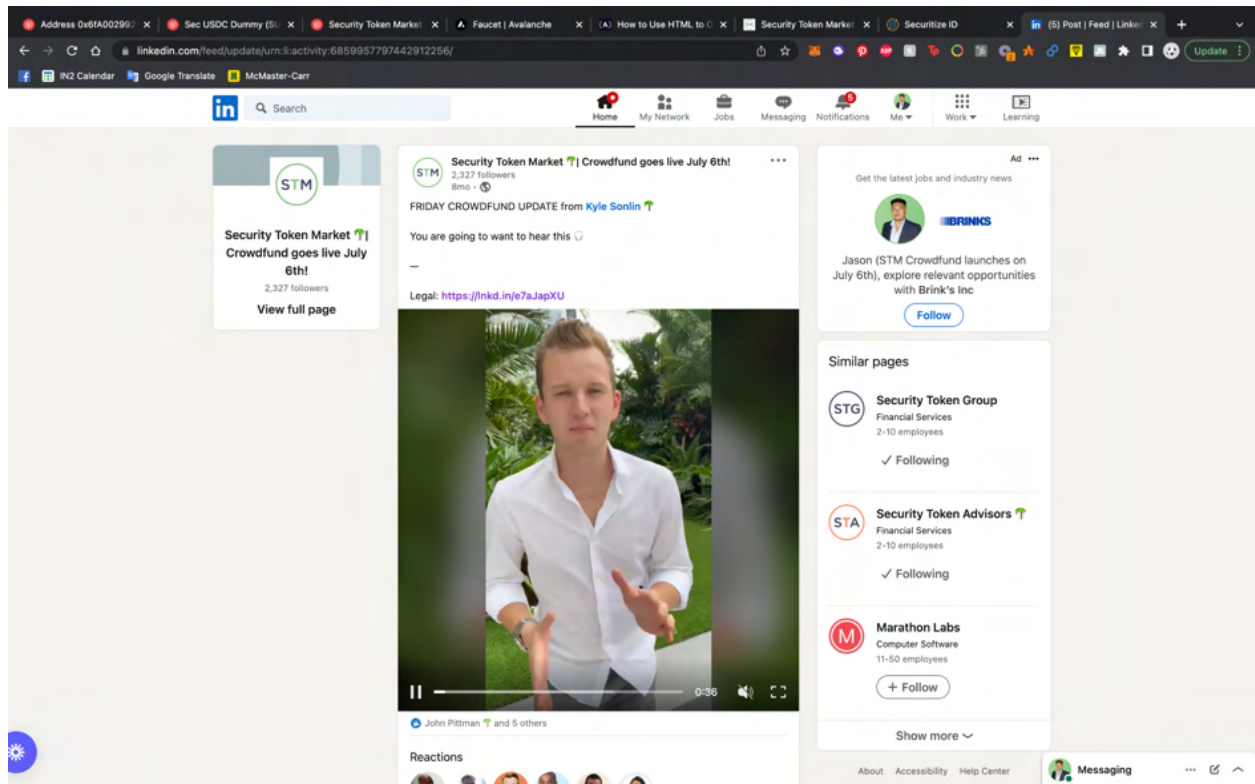 Address 0x6fA002992
Sec USDC Dummy (SU
Security Token Market
Faucet | Avalanche
How to Use HTML to O
Security Token Market
Securitize ID
(5) Post | Feed | Linked
linkedin.com/feed/update/urn:li:activity:6859957797442912256/
Update
IN2 Calendar
Google Translate
McMaster-Carr
in
Search
Home
My Network
Jobs
Messaging
5
Notifications
Me
Work
Learning
STM
Security Token Market 🌴|
Crowdfund goes live July
6th!
2,327 followers
View full page
STM
Security Token Market 🌴| Crowdfund goes live July 6th!
2,327 followers
8mo •
FRIDAY CROWDFUND UPDATE from Kyle Sonlin 🌴
You are going to want to hear this 🎧
—
Legal: https://lnkd.in/e7aJapXU
0:36
John Pittman 🌴 and 5 others
Reactions
Ad •••
Get the latest jobs and industry news
BRINKS
Jason (STM Crowdfund launches on
July 6th), explore relevant opportunities
with Brink's Inc
Follow
Similar pages
STG
Security Token Group
Financial Services
2-10 employees
✓ Following
STA
Security Token Advisors 🌴
Financial Services
2-10 employees
✓ Following
M
Marathon Labs
Computer Software
11-50 employees
+ Follow
Show more
About
Accessibility
Help Center
Messaging